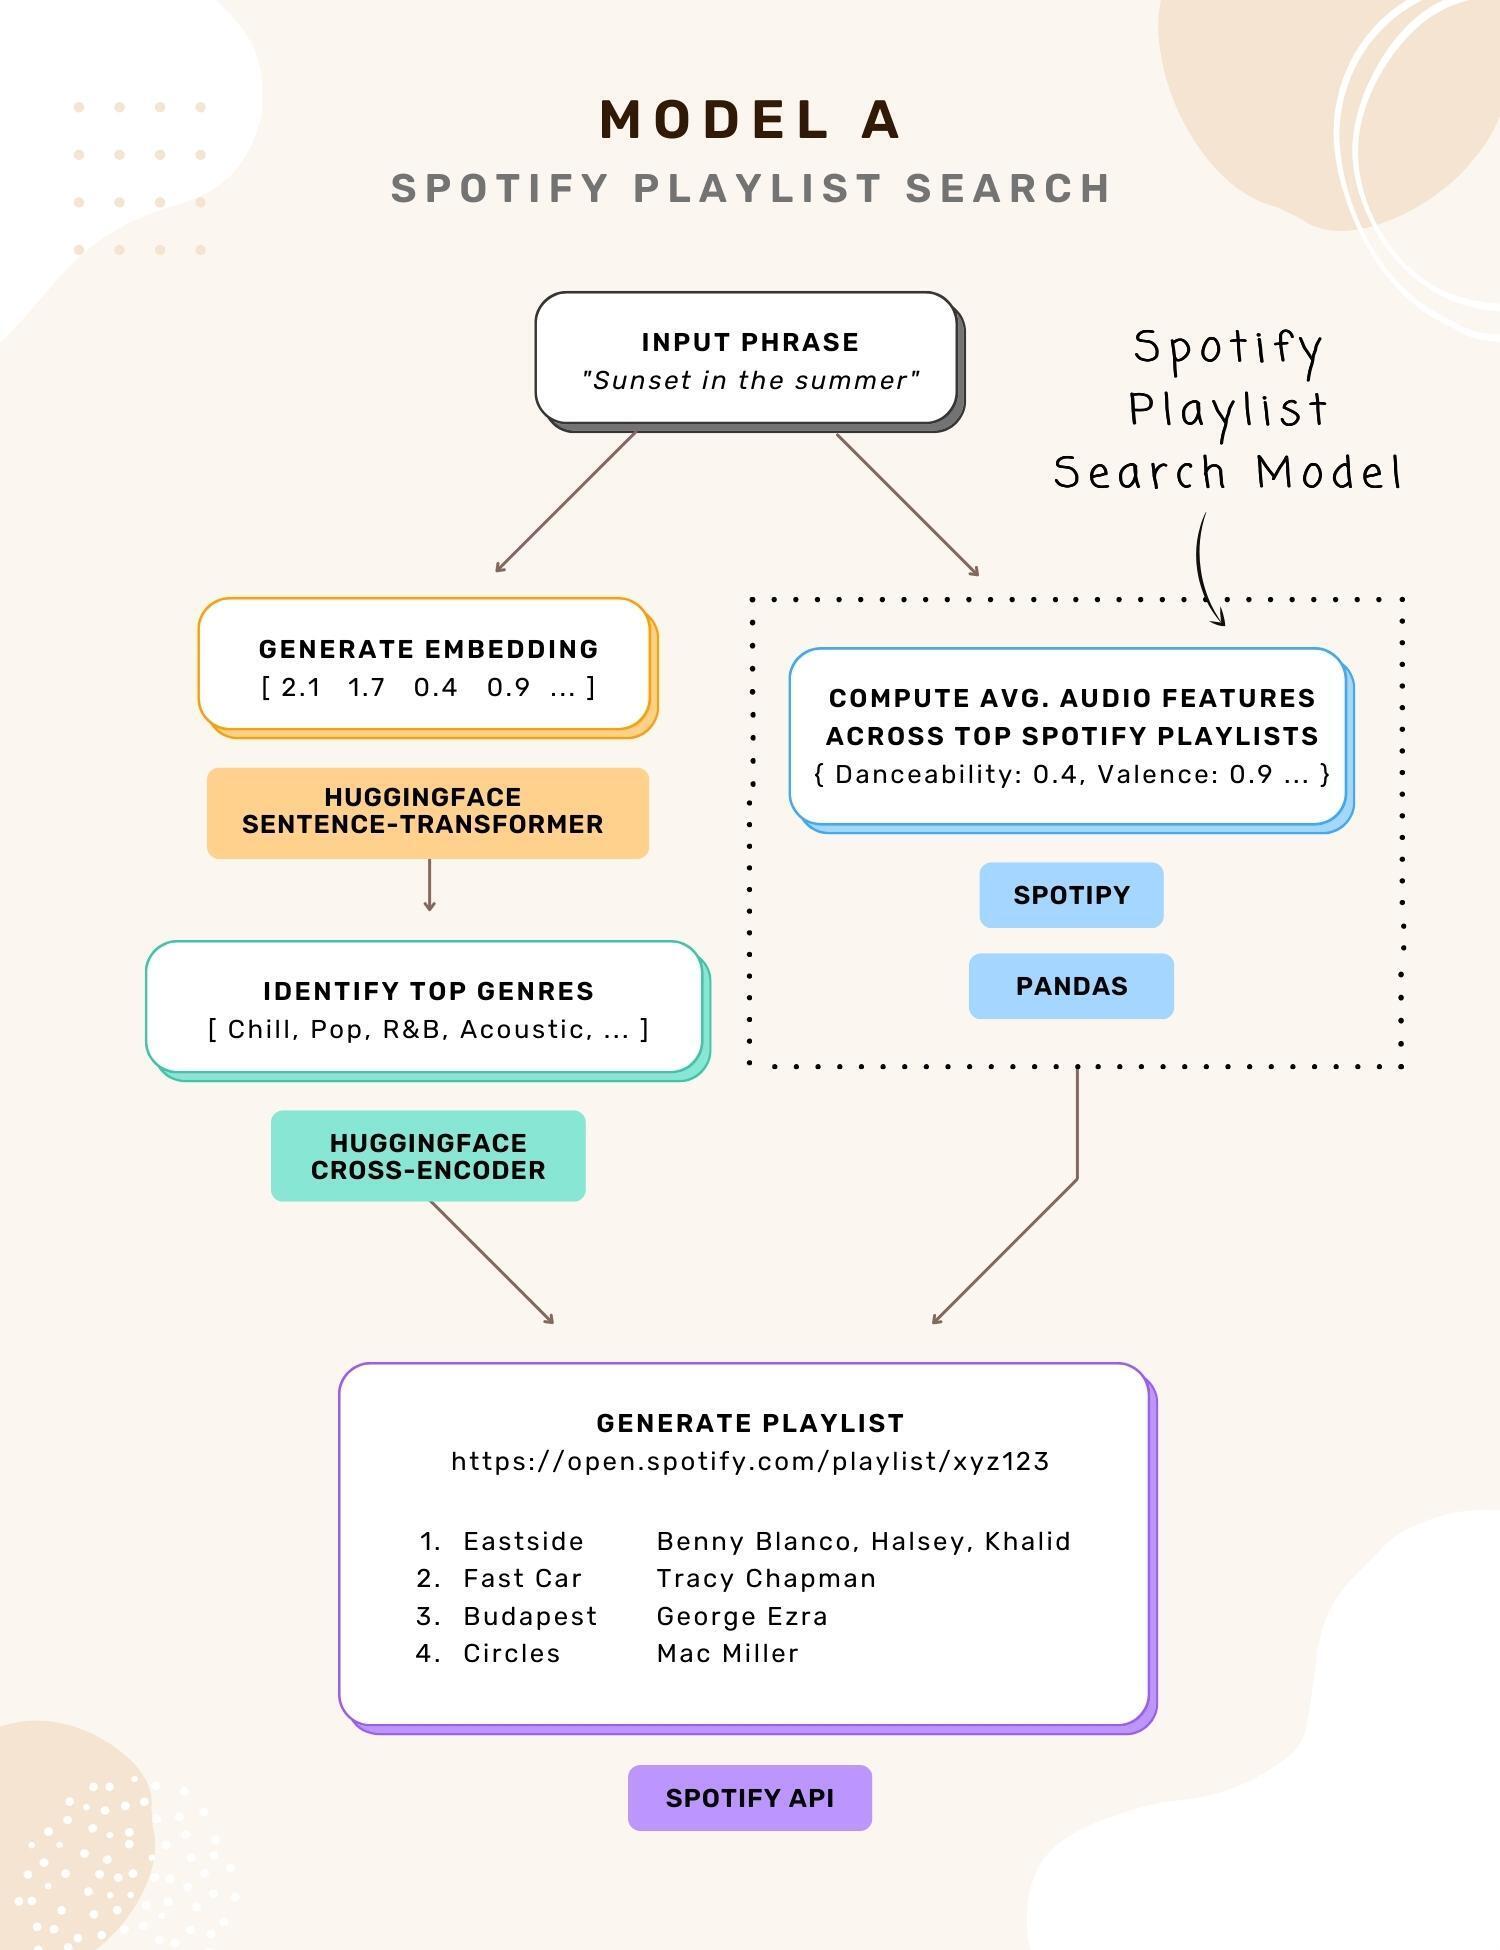 MODEL A
SPOTIFY PLAYLIST SEARCH
INPUT PHRASE
"Sunset in the summer"
Spotify
Playlist
Search Model
GENERATE EMBEDDING
[ 2.1 1.7 0.4 0.9 ... ]
HUGGINGFACE
SENTENCE-TRANSFORMER
IDENTIFY TOP GENRES
[ Chill, Pop, R&B, Acoustic, ... ]
HUGGINGFACE
CROSS-ENCODER
COMPUTE AVG. AUDIO FEATURES
ACROSS TOP SPOTIFY PLAYLISTS
{ Danceability: 0.4, Valence: 0.9 ... }
SPOTIPY
PANDAS
GENERATE PLAYLIST
https://open.spotify.com/playlist/xyz123
1. Eastside Benny Blanco, Halsey, Khalid
2. Fast Car Tracy Chapman
3. Budapest George Ezra
4. Circles Mac Miller
SPOTIFY API